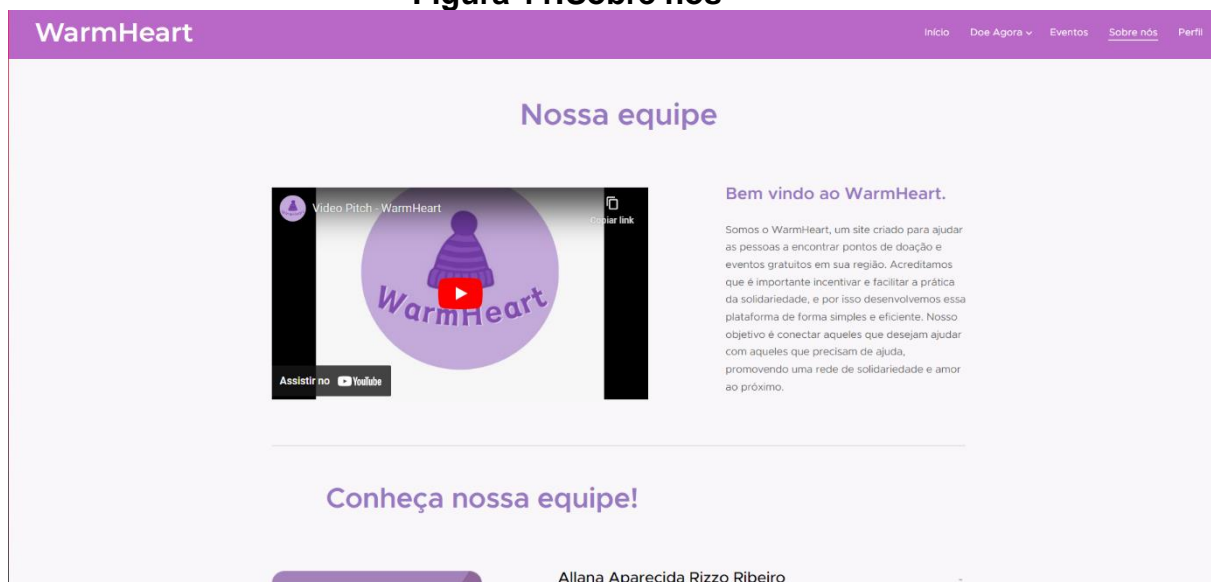 WarmHeart
Início Doe Agora Eventos Sobre nós Perfil
Nossa equipe
Video Pitch - WarmHeart
Copiar link
WarmHeart
Assistir no YouTube
Bem vindo ao WarmHeart.
Somos o WarmHeart, um site criado para ajudar
as pessoas a encontrar pontos de doação e
eventos gratuitos em sua região. Acreditamos
que é importante incentivar e facilitar a prática
da solidariedade, e por isso desenvolvemos essa
plataforma de forma simples e eficiente. Nosso
objetivo é conectar aqueles que desejam ajudar
com aqueles que precisam de ajuda,
promovendo uma rede de solidariedade e amor
ao próximo.
Conheça nossa equipe!
Allana Aparecida Rizzo Ribeiro